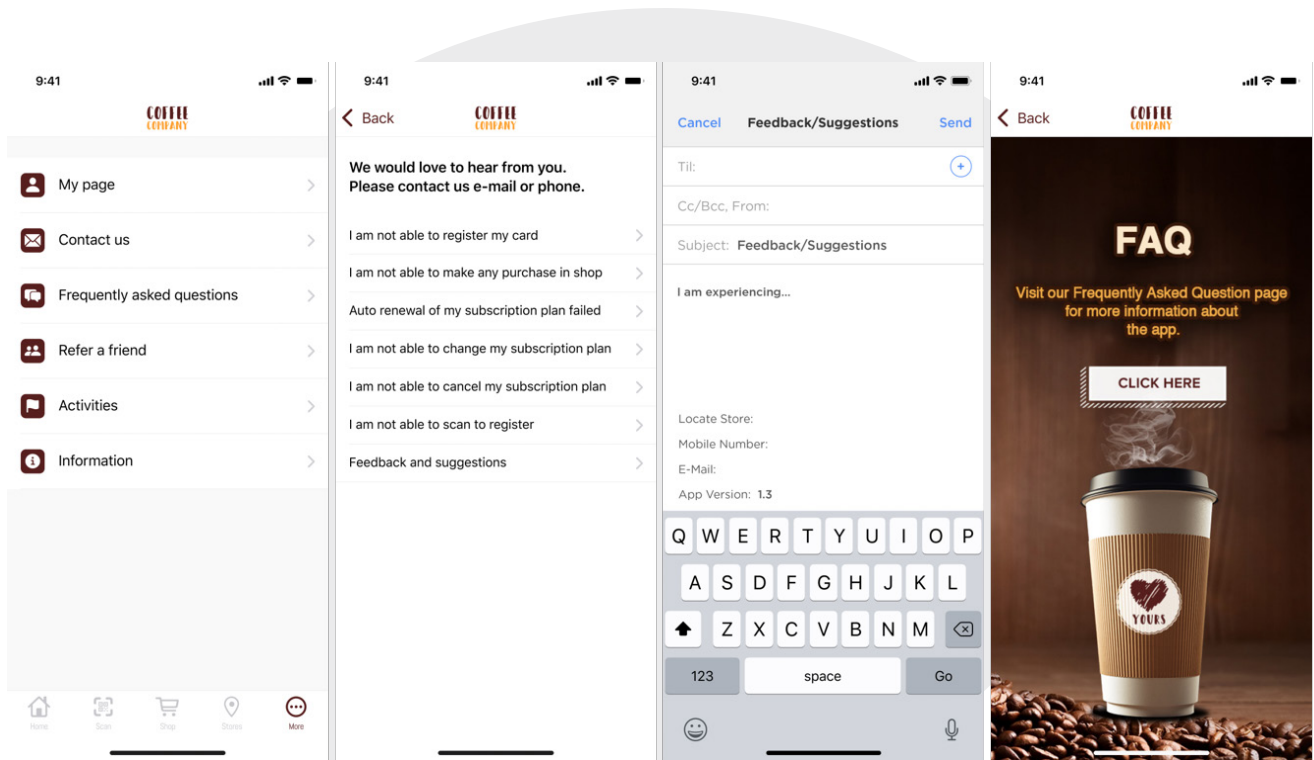 9:41
COFFEE
COMPANY
My page
Contact us
Frequently asked questions
Refer a friend
Activities
Information
Home
Scan
Shop
Stores
More
9:41
Back
COFFEE
COMPANY
We would love to hear from you.
Please contact us e-mail or phone.
I am not able to register my card
I am not able to make any purchase in shop
Auto renewal of my subscription plan failed
I am not able to change my subscription plan
I am not able to cancel my subscription plan
I am not able to scan to register
Feedback and suggestions
9:41
Cancel
Feedback/Suggestions
Send
Til:
Cc/Bcc, From:
Subject: Feedback/Suggestions
I am experiencing...
Locate Store:
Mobile Number:
E-Mail:
App Version: 1.3
Q W E R T Y U I O P
A S D F G H J K L
Z X C V B N M
123
space
Go
9:41
Back
COFFEE
COMPANY
FAQ
Visit our Frequently Asked Question page
for more information about
the app.
CLICK HERE
YOURS